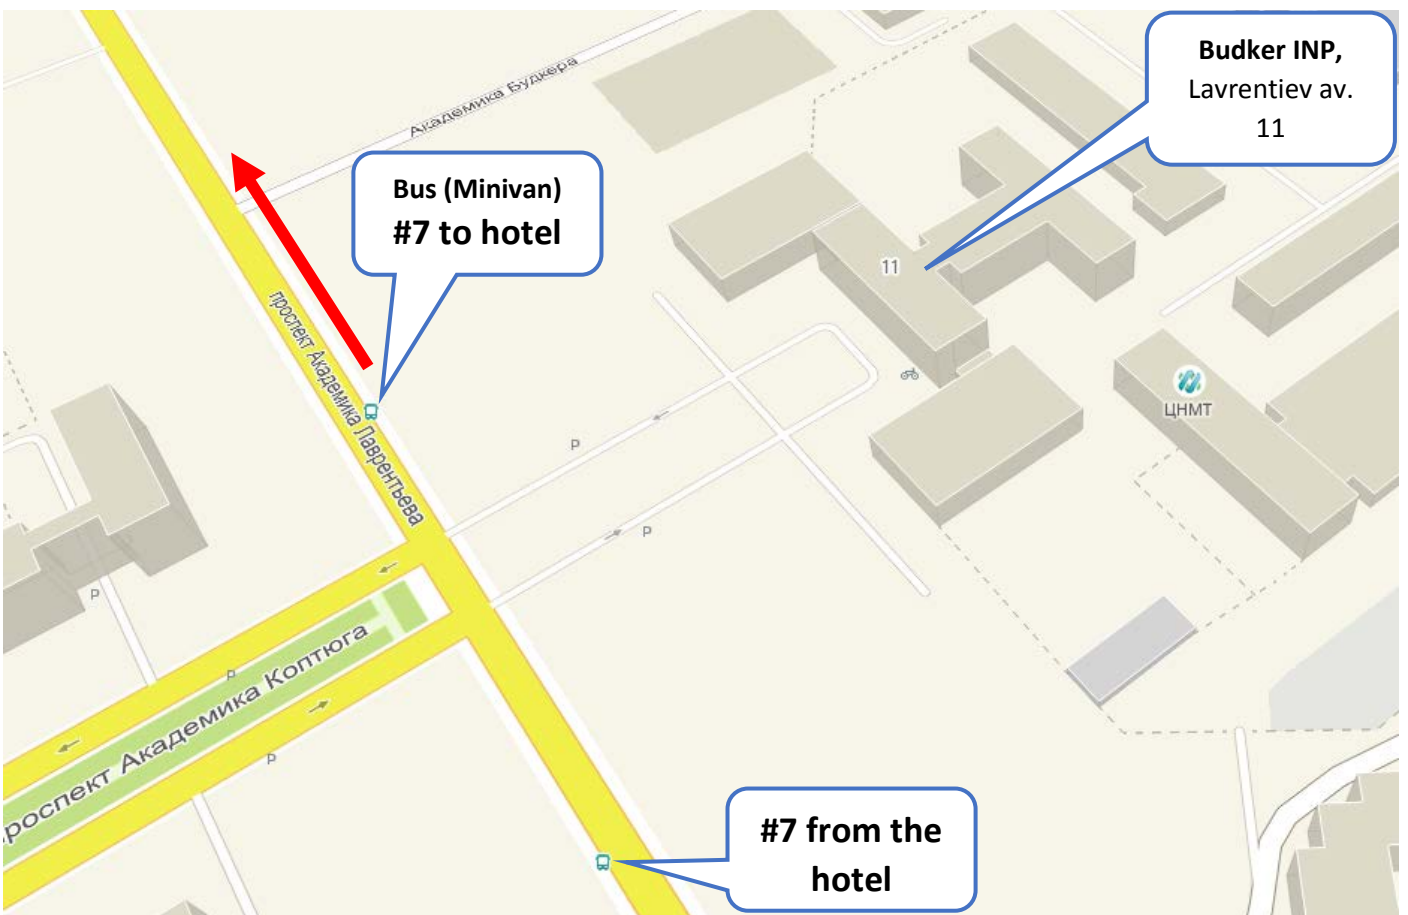 Budker INP,
Lavrentiev av.
11
Академика Будкера
Bus (Minivan)
#7 to hotel
11
проспект Академика Лаврентьева
ЦНМТ
P
P
P
P
P
роспект Академика Коптюга
#7 from the
hotel